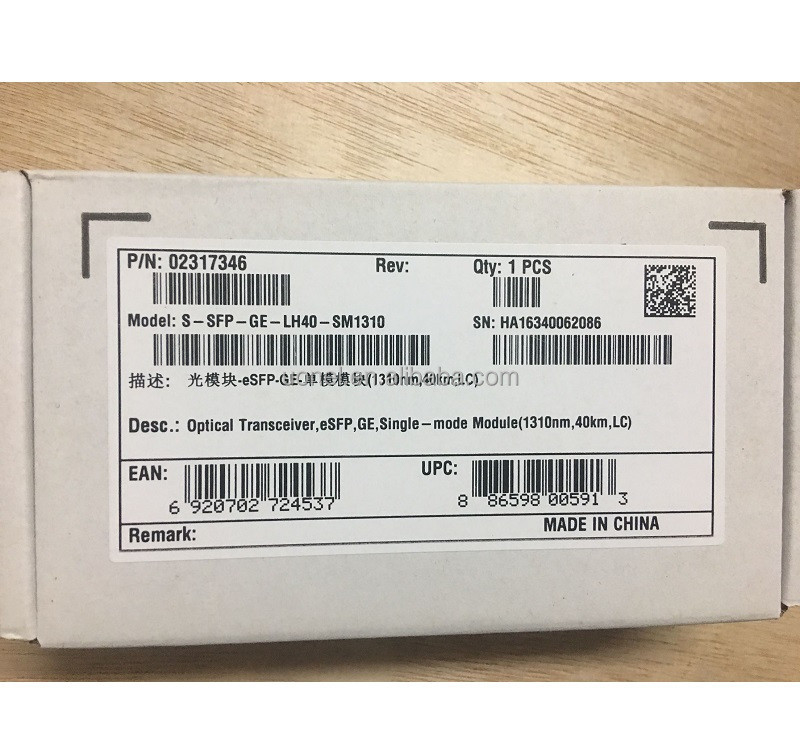 P/N: 02317346 Rev: Qty: 1 PCS
Model: S-SFP-GE-LH40-SM1310 SN: HA16340062086
描述: 光模块-eSFP-GE-单模模块(1310nm,40km,LC)
Desc.: Optical Transceiver,eSFP,GE,Single-mode Module(1310nm,40km,LC)
EAN: 6 920702 724537 UPC: 8 86598 00591 3
MADE IN CHINA
Remark: